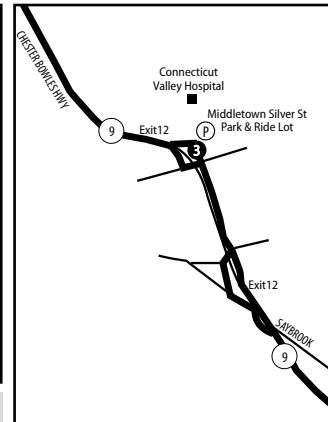 CHESTER BOWLES HWY
Connecticut
Valley Hospital
Middletown Silver St
Park & Ride Lot
P
9
Exit12
3
Exit12
SAYBROOK
9